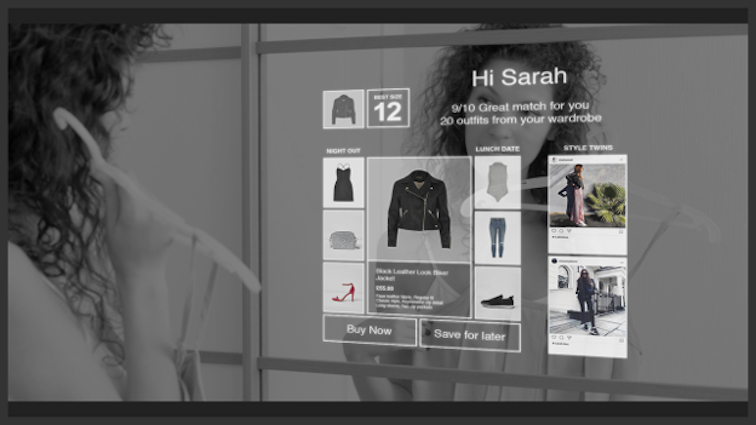 Hi Sarah
9/10 Great match for you
20 outfits from your wardrobe
BEST SIZE
12
NIGHT OUT
LUNCH DATE
STYLE TWINS
Black Leather Look Biker
Jacket
£55.00
Buy Now
Save for later